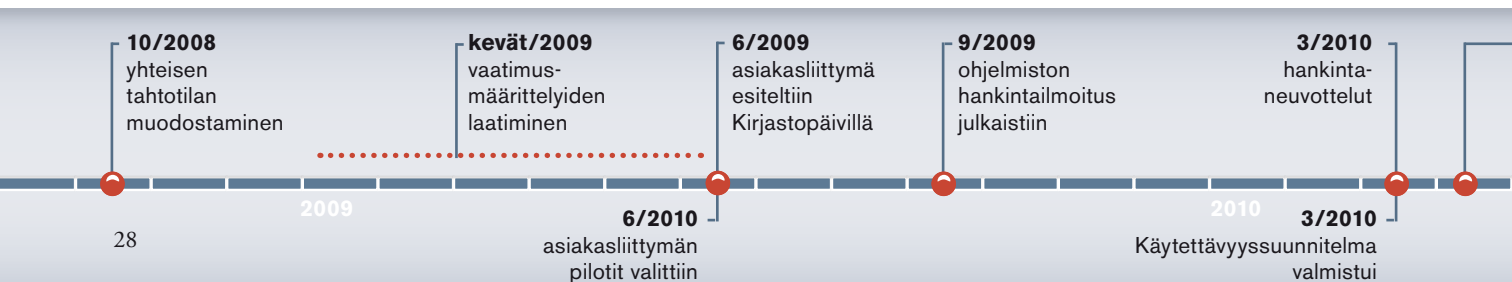 10/2008
yhteisen
tahtotilan
muodostaminen
kevät/2009
vaatimus-
määrittelyiden
laatiminen
6/2009
asiakasliittymä
esiteltiin
Kirjastopäivillä
9/2009
ohjelmiston
hankintailmoitus
julkaistiin
3/2010
hankinta-
neuvottelut
2009
2010
6/2010
asiakasliittymän
pilotit valittiin
3/2010
Käytettävyyssuunnitelma
valmistui
28